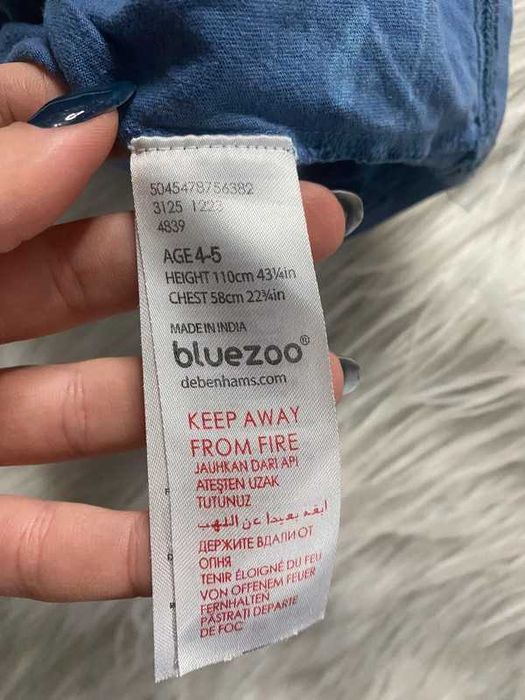 5045478756382
3125 1223
4839
AGE 4-5
HEIGHT 110cm 43¼in
CHEST 58cm 22¾in
MADE IN INDIA
bluezoo®
debenhams.com
KEEP AWAY
FROM FIRE
JAUHKAN DARI API
ATEŞTEN UZAK
TUTUNUZ
ابقه بعيدا عن اللهب
ДЕРЖИТЕ ВДАЛИ ОТ
ОГНЯ
TENIR ÉLOIGNÉ DU FEU
VON OFFENEM FEUER
FERNHALTEN
PĂSTRAȚI DEPARTE
DE FOC